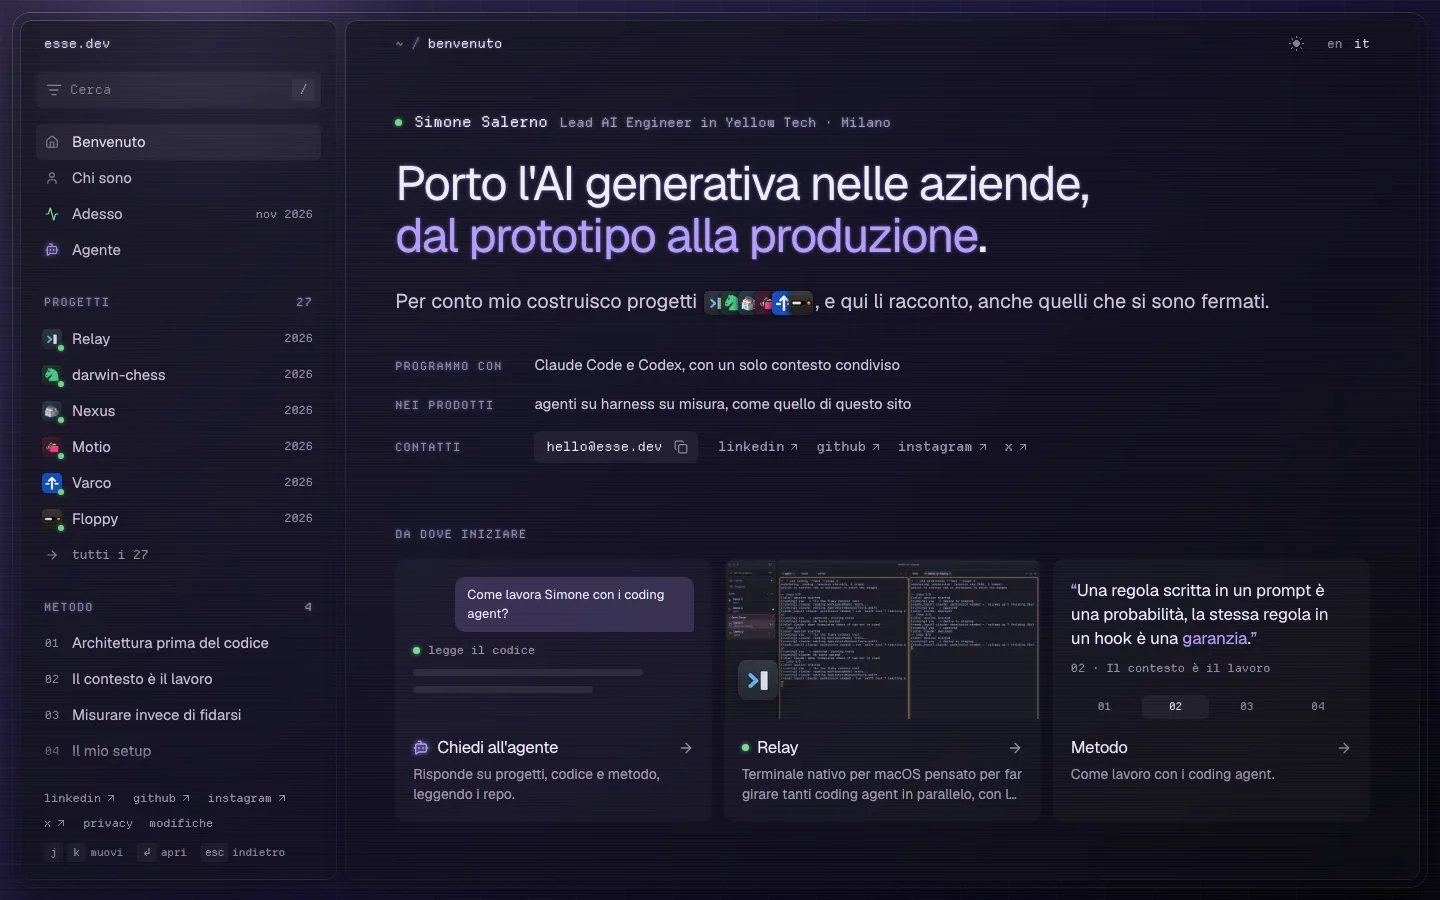 esse.dev
Cerca /
Benvenuto
Chi sono
Adesso nov 2026
Agente
PROGETTI 27
Relay 2026
darwin-chess 2026
Nexus 2026
Motio 2026
Varco 2026
Floppy 2026
tutti i 27
METODO 4
01 Architettura prima del codice
02 Il contesto è il lavoro
03 Misurare invece di fidarsi
04 Il mio setup
linkedin ↗ github ↗ instagram ↗
x ↗ privacy modifiche
j k muovi ↲ apri esc indietro
~ / benvenuto
en it
Simone Salerno Lead AI Engineer in Yellow Tech · Milano
Porto l'AI generativa nelle aziende,
dal prototipo alla produzione.
Per conto mio costruisco progetti , e qui li racconto, anche quelli che si sono fermati.
PROGRAMMO CON Claude Code e Codex, con un solo contesto condiviso
NEI PRODOTTI agenti su harness su misura, come quello di questo sito
CONTATTI hello@esse.dev linkedin ↗ github ↗ instagram ↗ x ↗
DA DOVE INIZIARE
Come lavora Simone con i coding
agent?
legge il codice
Chiedi all'agente →
Risponde su progetti, codice e metodo,
leggendo i repo.
Relay →
Terminale nativo per macOS pensato per far
girare tanti coding agent in parallelo, con l…
“Una regola scritta in un prompt è
una probabilità, la stessa regola in
un hook è una garanzia.”
02 · Il contesto è il lavoro
01 02 03 04
Metodo →
Come lavoro con i coding agent.